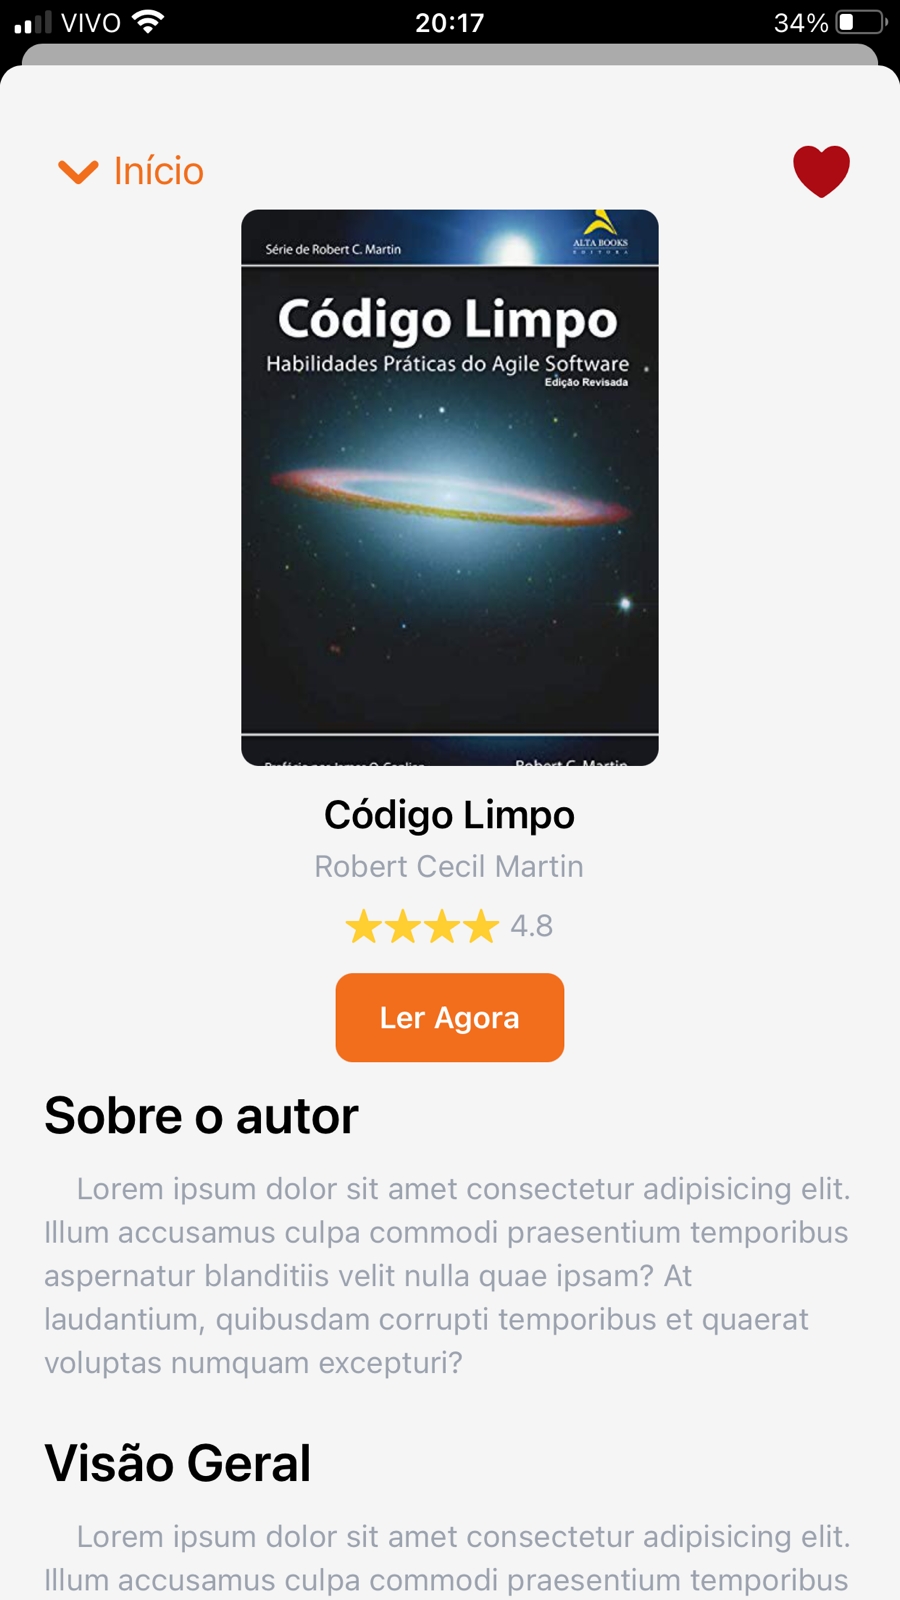 VIVO 20:17 34%
Início
Série de Robert C. Martin
ALTA BOOKS
EDITORA
Código Limpo
Habilidades Práticas do Agile Software
Edição Revisada
Robert C. Martin
Código Limpo
Robert Cecil Martin
4.8
Ler Agora
Sobre o autor
Lorem ipsum dolor sit amet consectetur adipisicing elit.
Illum accusamus culpa commodi praesentium temporibus
aspernatur blanditiis velit nulla quae ipsam? At
laudantium, quibusdam corrupti temporibus et quaerat
voluptas numquam excepturi?
Visão Geral
Lorem ipsum dolor sit amet consectetur adipisicing elit.
Illum accusamus culpa commodi praesentium temporibus